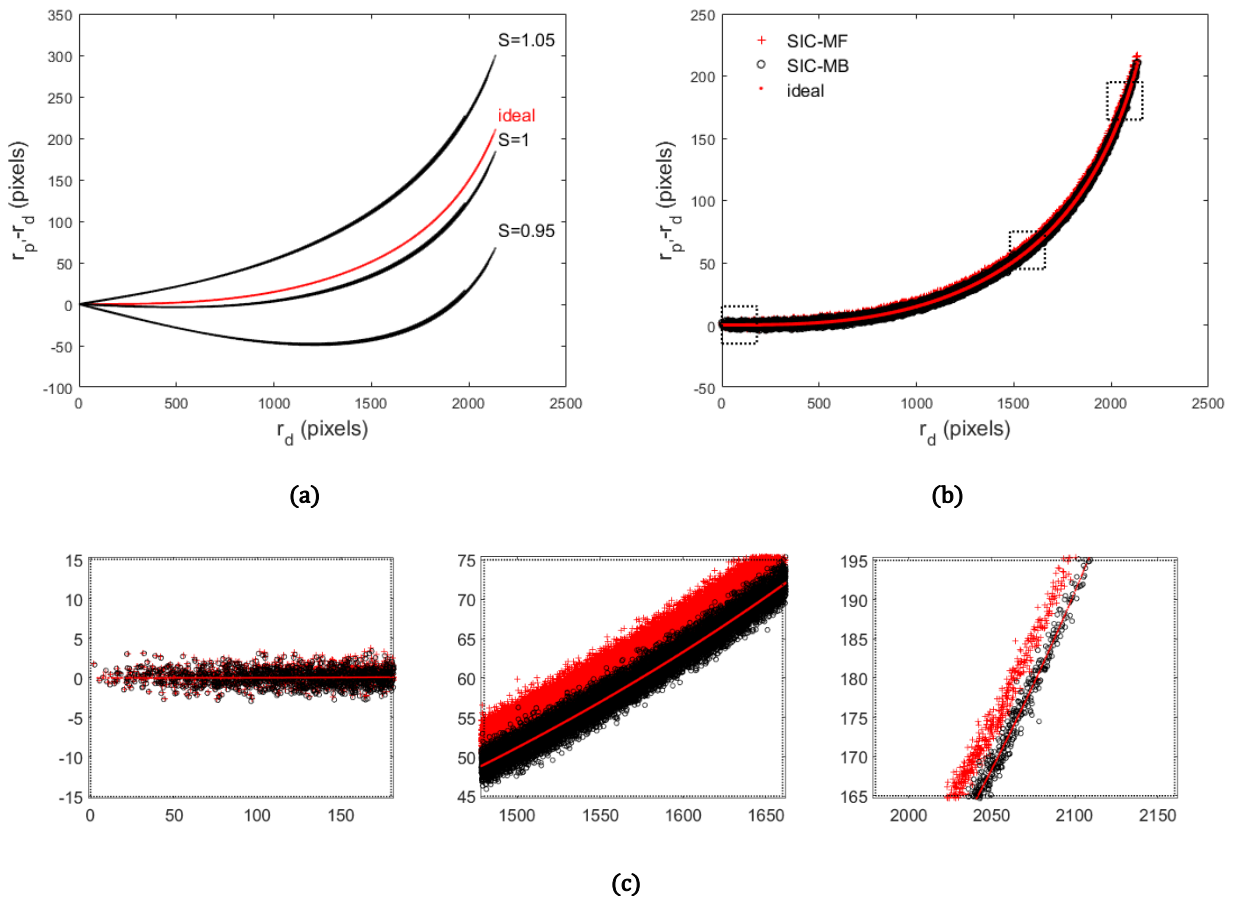 350
300
250
200
150
100
50
0
-50
-100
0 500 1000 1500 2000 2500
r_p'-r_d (pixels)
r_d (pixels)
S=1.05
ideal
S=1
S=0.95
(a)
250
200
150
100
50
0
-50
0 500 1000 1500 2000 2500
r_p'-r_d (pixels)
r_d (pixels)
SIC-MF
SIC-MB
ideal
(b)
15
10
5
0
-5
-10
-15
0 50 100 150
75
70
65
60
55
50
45
1500 1550 1600 1650
195
190
185
180
175
170
165
2000 2050 2100 2150
(c)